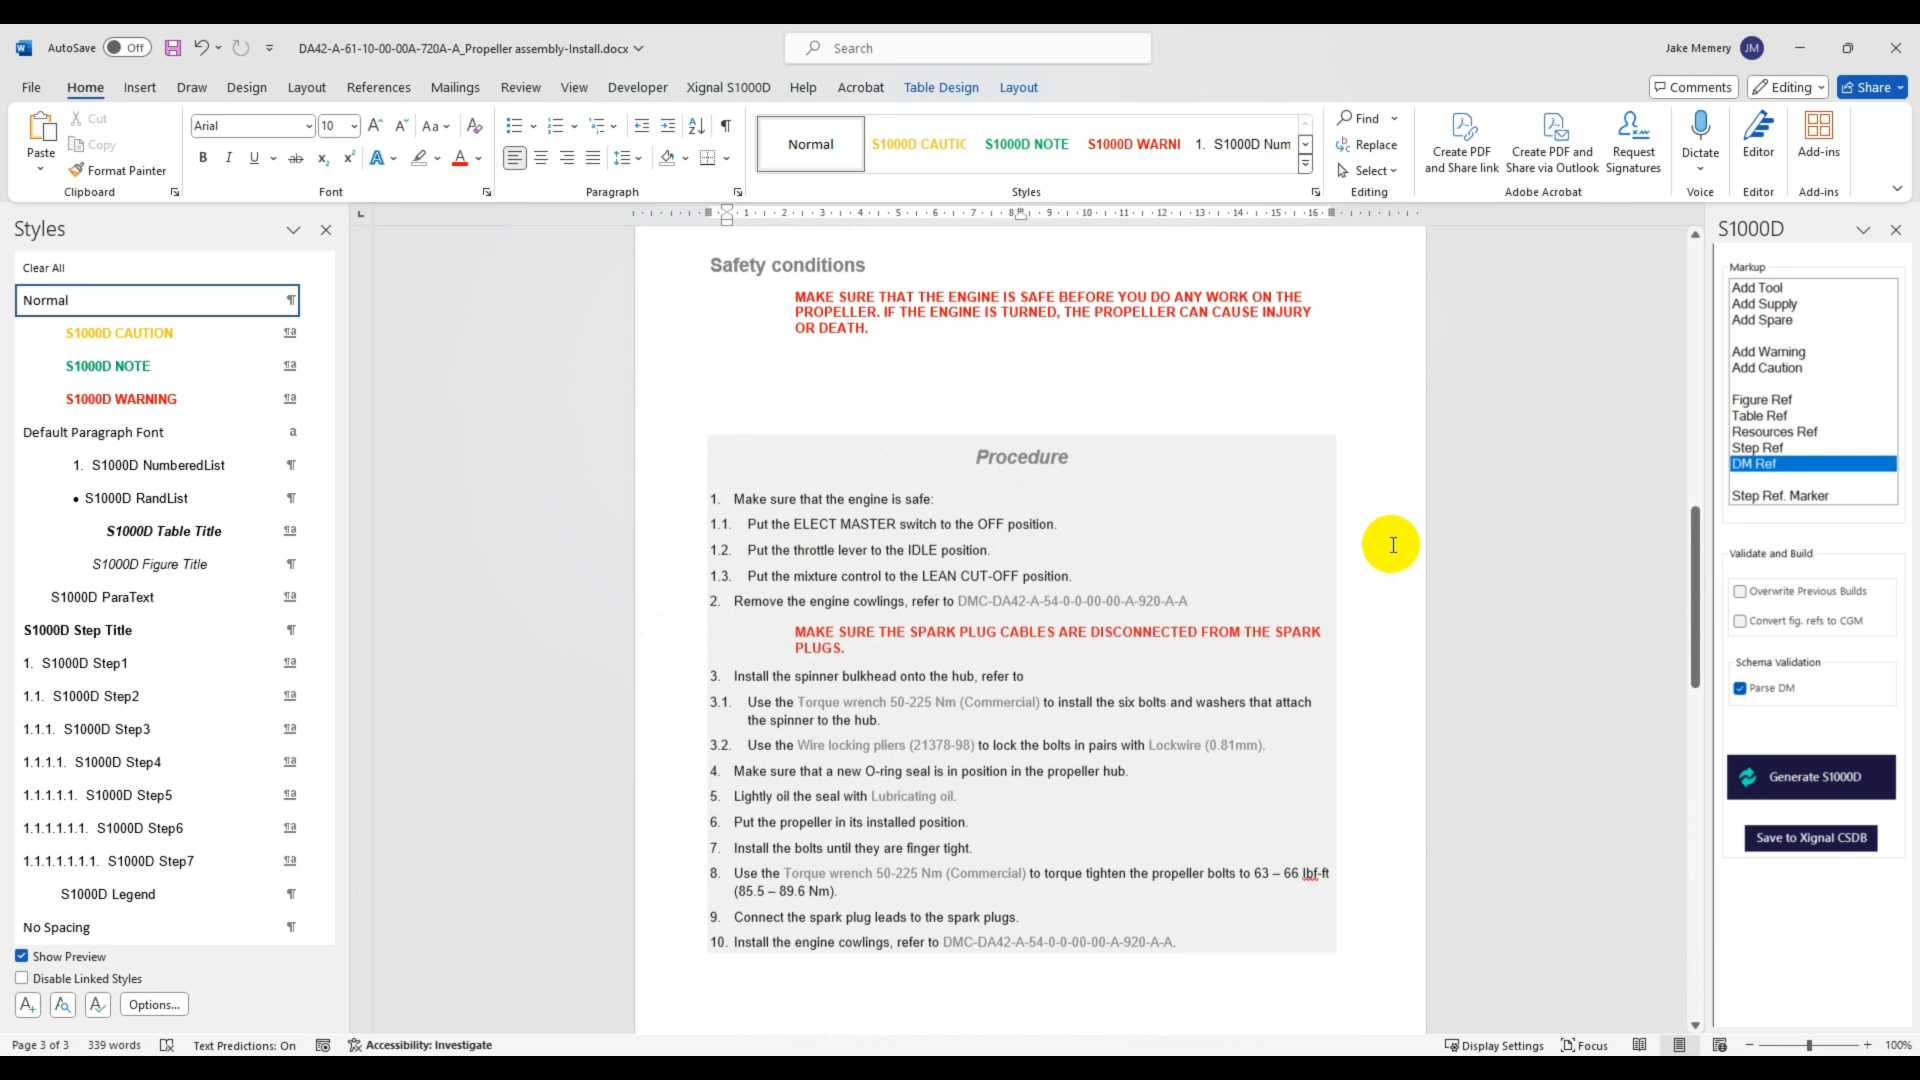 AutoSave Off DA42-A-61-10-00-00A-720A-A_Propeller assembly-Install.docx Search Jake Memery JM
File Home Insert Draw Design Layout References Mailings Review View Developer Xignal S1000D Help Acrobat Table Design Layout Comments Editing Share
Paste
Cut
Copy
Format Painter
Clipboard
Arial 10
Font
Paragraph
Normal S1000D CAUTIC S1000D NOTE S1000D WARNI 1. S1000D Num
Styles
Find
Replace
Select
Editing
Create PDF and Share link
Create PDF and Share via Outlook
Request Signatures
Adobe Acrobat
Dictate
Voice
Editor
Editor
Add-ins
Add-ins
Styles
Clear All
Normal
S1000D CAUTION
S1000D NOTE
S1000D WARNING
Default Paragraph Font
1. S1000D NumberedList
• S1000D RandList
S1000D Table Title
S1000D Figure Title
S1000D ParaText
S1000D Step Title
1. S1000D Step1
1.1. S1000D Step2
1.1.1. S1000D Step3
1.1.1.1. S1000D Step4
1.1.1.1.1. S1000D Step5
1.1.1.1.1.1. S1000D Step6
1.1.1.1.1.1.1. S1000D Step7
S1000D Legend
No Spacing
Show Preview
Disable Linked Styles
Options...
1 2 3 4 5 6 7 8 9 10 11 12 13 14 15 16
Safety conditions
MAKE SURE THAT THE ENGINE IS SAFE BEFORE YOU DO ANY WORK ON THE
PROPELLER. IF THE ENGINE IS TURNED, THE PROPELLER CAN CAUSE INJURY
OR DEATH.
Procedure
1. Make sure that the engine is safe:
1.1. Put the ELECT MASTER switch to the OFF position.
1.2. Put the throttle lever to the IDLE position.
1.3. Put the mixture control to the LEAN CUT-OFF position.
2. Remove the engine cowlings, refer to DMC-DA42-A-54-0-0-00-00-A-920-A-A
MAKE SURE THE SPARK PLUG CABLES ARE DISCONNECTED FROM THE SPARK
PLUGS.
3. Install the spinner bulkhead onto the hub, refer to
3.1. Use the Torque wrench 50-225 Nm (Commercial) to install the six bolts and washers that attach
the spinner to the hub.
3.2. Use the Wire locking pliers (21378-98) to lock the bolts in pairs with Lockwire (0.81mm).
4. Make sure that a new O-ring seal is in position in the propeller hub.
5. Lightly oil the seal with Lubricating oil.
6. Put the propeller in its installed position.
7. Install the bolts until they are finger tight.
8. Use the Torque wrench 50-225 Nm (Commercial) to torque tighten the propeller bolts to 63 – 66 lbf-ft
(85.5 – 89.6 Nm).
9. Connect the spark plug leads to the spark plugs.
10. Install the engine cowlings, refer to DMC-DA42-A-54-0-0-00-00-A-920-A-A.
S1000D
Markup
Add Tool
Add Supply
Add Spare
Add Warning
Add Caution
Figure Ref
Table Ref
Resources Ref
Step Ref
DM Ref
Step Ref. Marker
Validate and Build
Overwrite Previous Builds
Convert fig. refs to CGM
Schema Validation
Parse DM
Generate S1000D
Save to Xignal CSDB
Page 3 of 3 339 words Text Predictions: On Accessibility: Investigate Display Settings Focus 100%